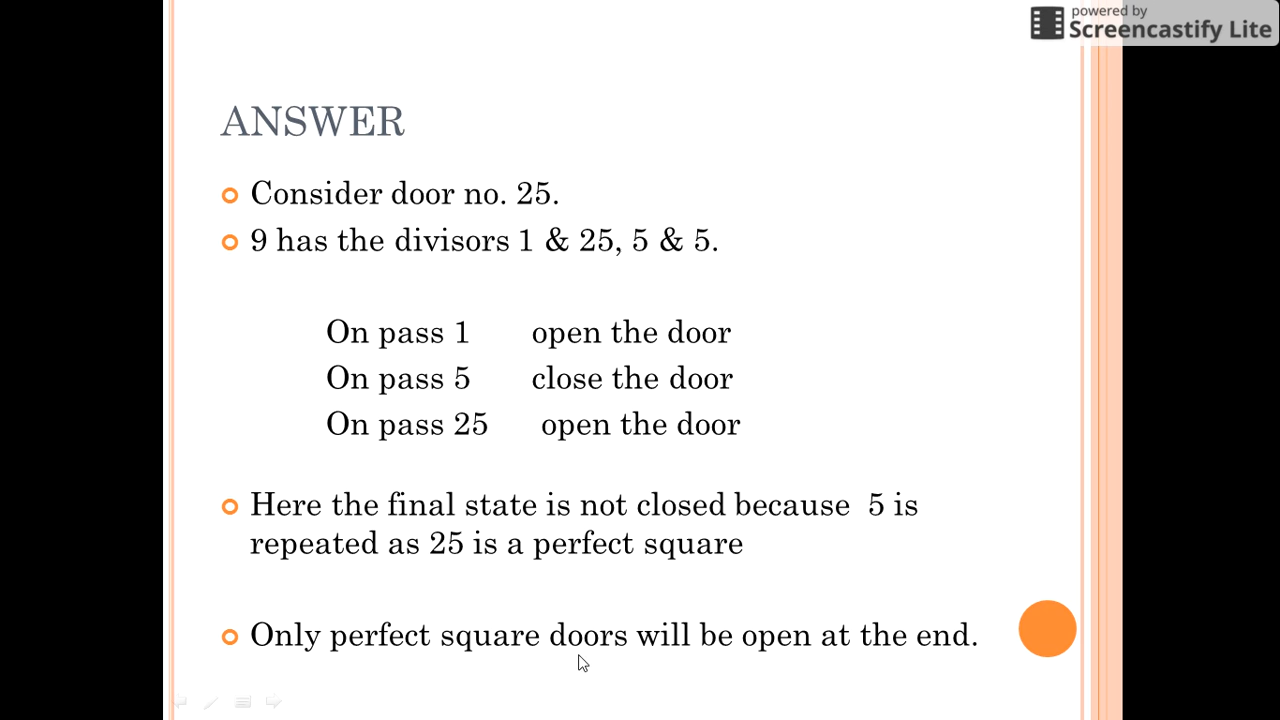 powered by
Screencastify Lite
ANSWER
Consider door no. 25.
9 has the divisors 1 & 25, 5 & 5.
On pass 1 open the door
On pass 5 close the door
On pass 25 open the door
Here the final state is not closed because 5 is
repeated as 25 is a perfect square
Only perfect square doors will be open at the end.